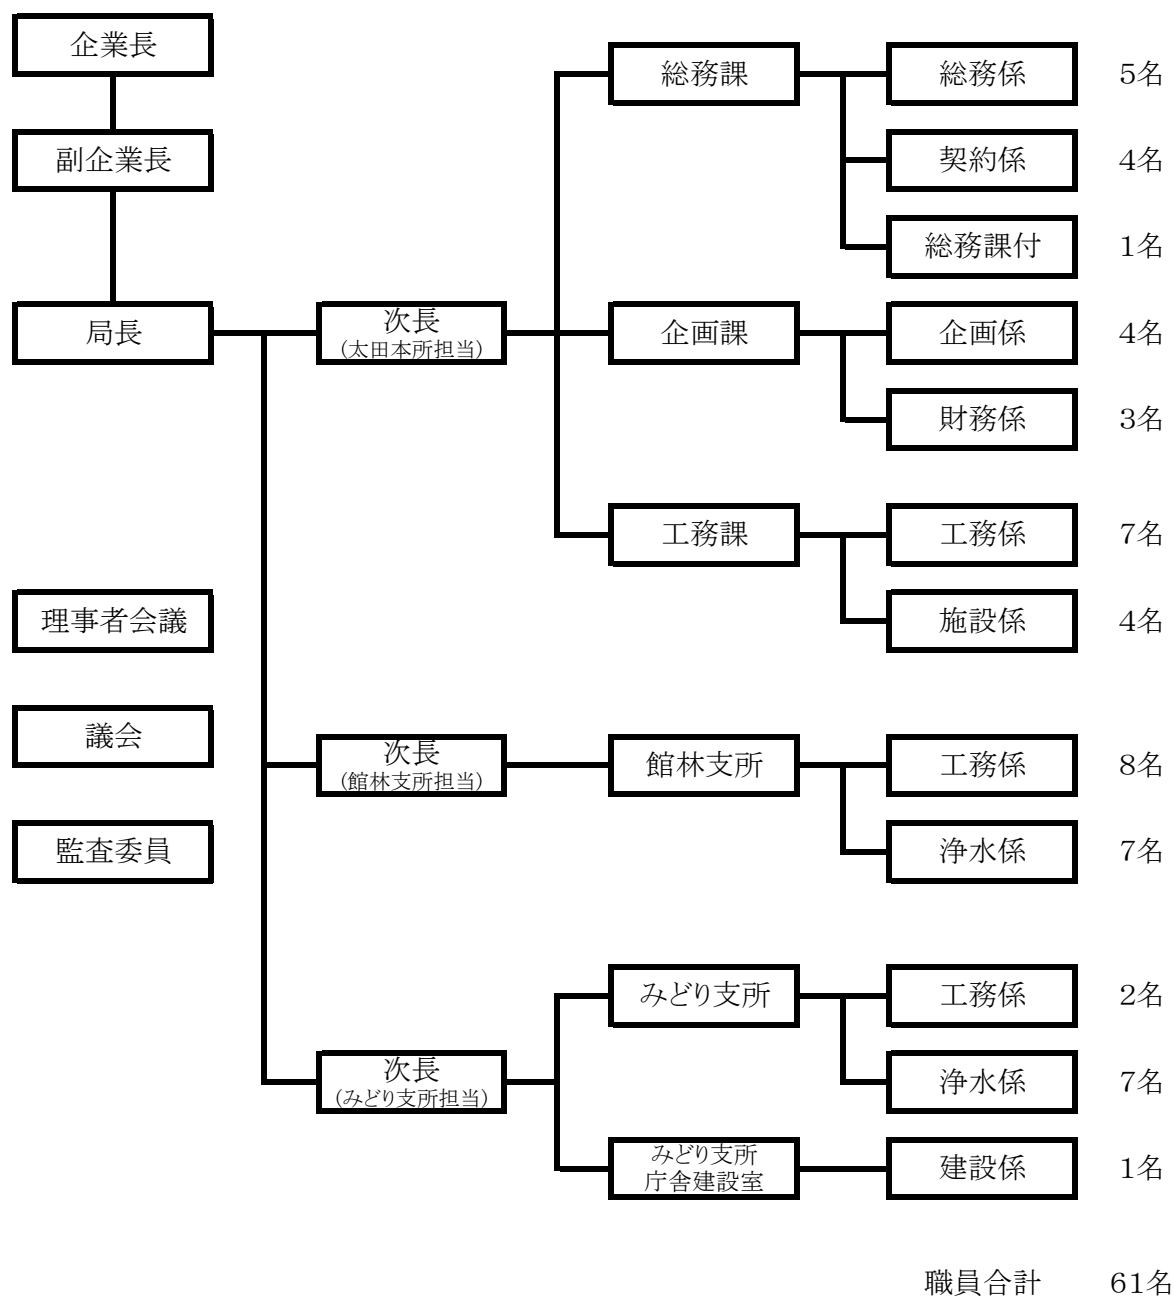 企業長
副企業長
局長
理事者会議
議会
監査委員
次長
(太田本所担当)
次長
(館林支所担当)
次長
(みどり支所担当)
総務課
企画課
工務課
館林支所
みどり支所
みどり支所
庁舎建設室
総務係 5名
契約係 4名
総務課付 1名
企画係 4名
財務係 3名
工務係 7名
施設係 4名
工務係 8名
浄水係 7名
工務係 2名
浄水係 7名
建設係 1名
職員合計 61名